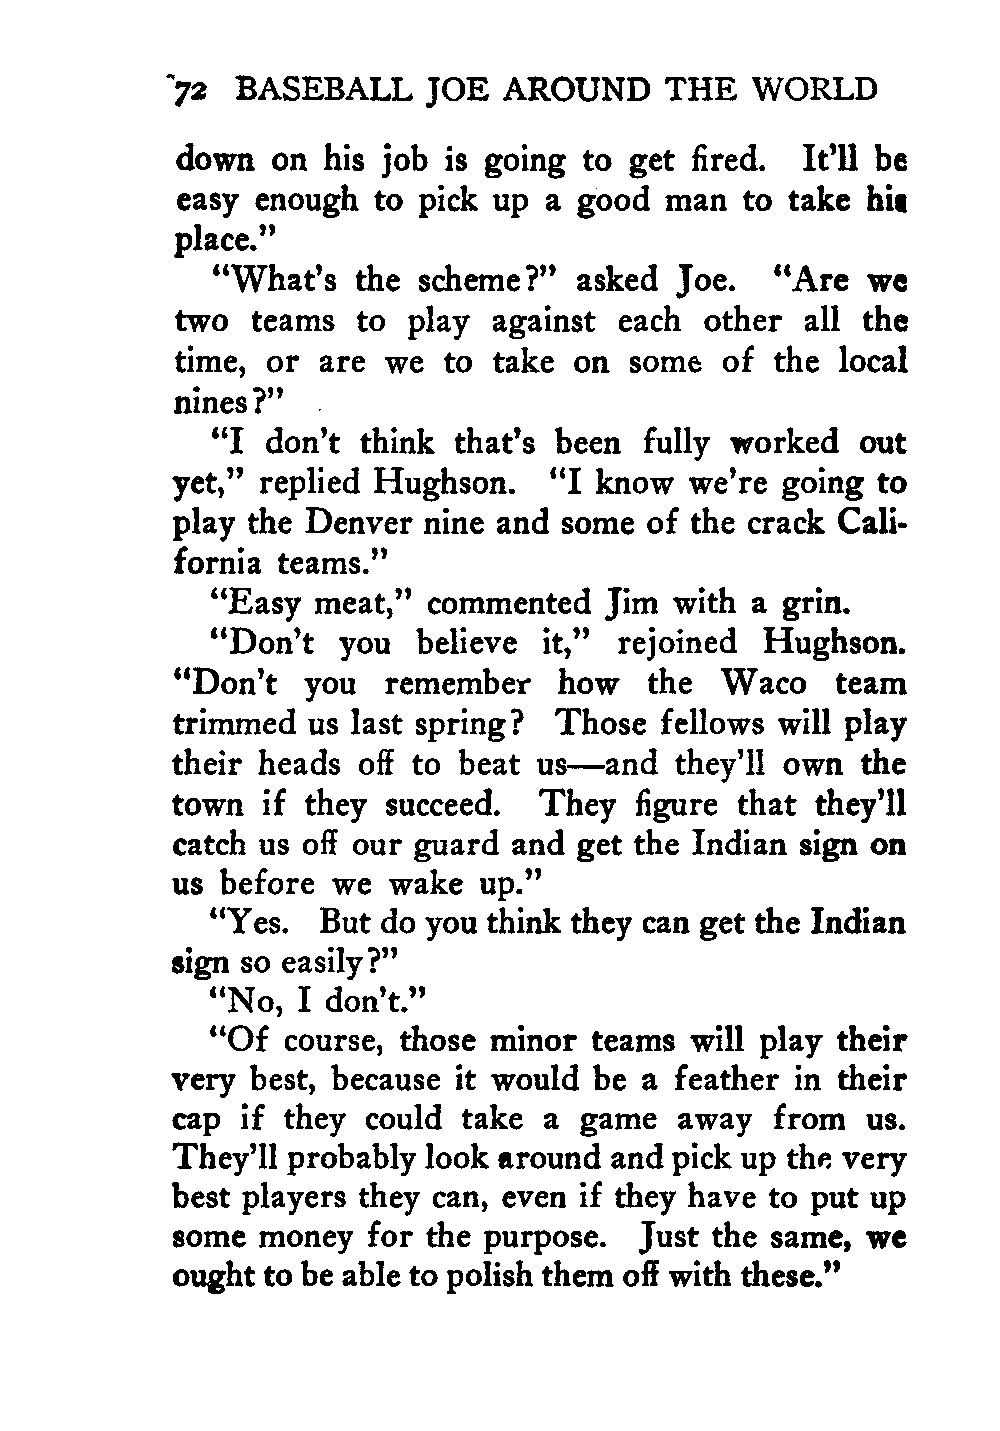 72 BASEBALL JOE AROUND THE WORLD
down on his job is going to get fired. It'll be
easy enough to pick up a good man to take his
place."
"What's the scheme?" asked Joe. "Are we
two teams to play against each other all the
time, or are we to take on some of the local
nines?"
"I don't think that's been fully worked out
yet," replied Hughson. "I know we're going to
play the Denver nine and some of the crack Cali-
fornia teams."
"Easy meat," commented Jim with a grin.
"Don't you believe it," rejoined Hughson.
"Don't you remember how the Waco team
trimmed us last spring? Those fellows will play
their heads off to beat us—and they'll own the
town if they succeed. They figure that they'll
catch us off our guard and get the Indian sign on
us before we wake up."
"Yes. But do you think they can get the Indian
sign so easily?"
"No, I don't."
"Of course, those minor teams will play their
very best, because it would be a feather in their
cap if they could take a game away from us.
They'll probably look around and pick up the very
best players they can, even if they have to put up
some money for the purpose. Just the same, we
ought to be able to polish them off with these."